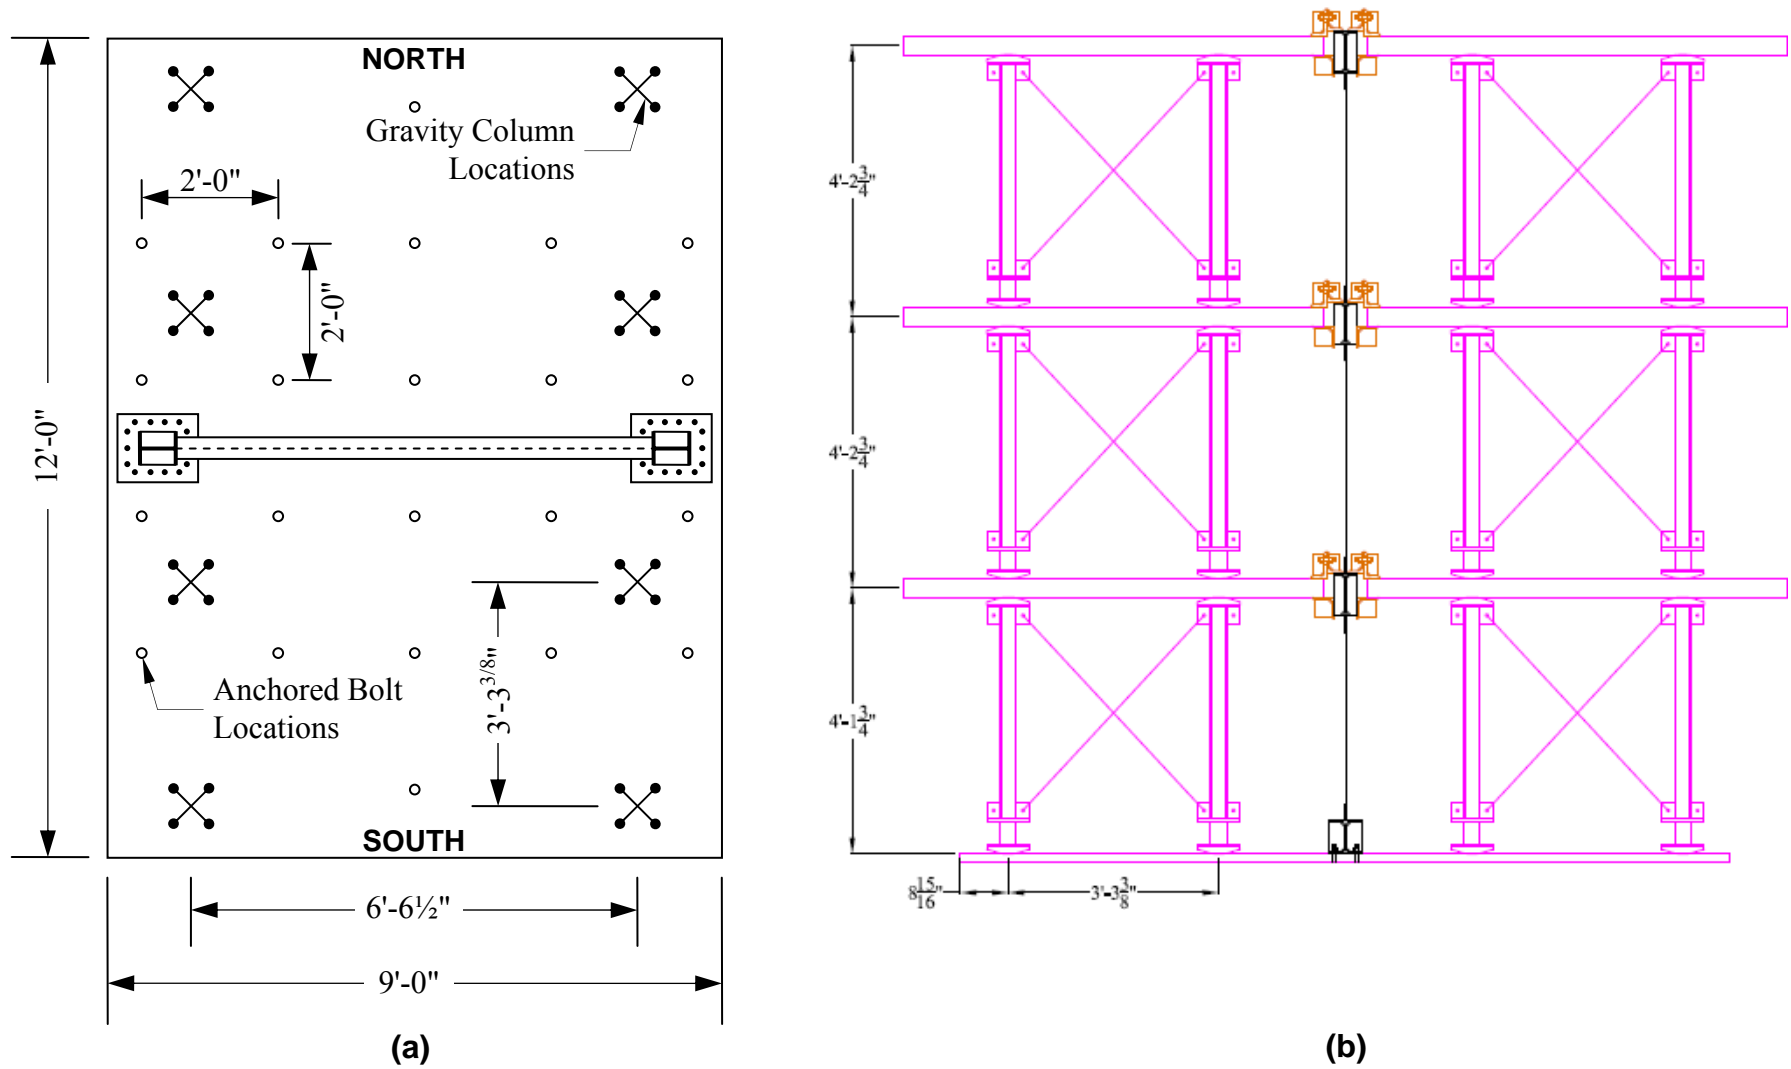 NORTH
Gravity Column
Locations
2'-0"
2'-0"
12'-0"
3'-3 3/8"
Anchored Bolt
Locations
SOUTH
6'-6½"
9'-0"
(a)
4'-2 3/4"
4'-2 3/4"
4'-1 3/4"
8 15/16"
3'-3 3/8"
(b)